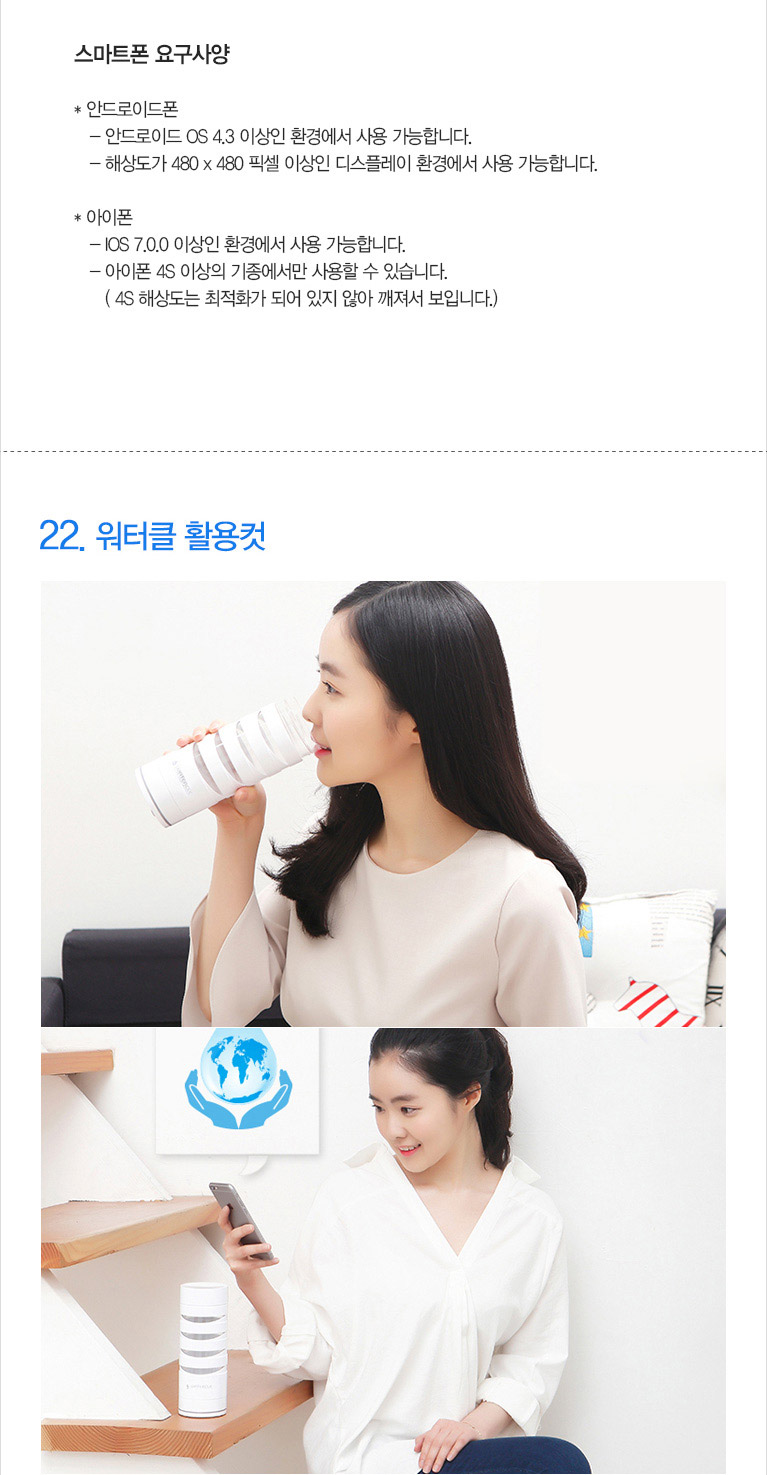 스마트폰 요구사양
* 안드로이드폰
- 안드로이드 OS 4.3 이상인 환경에서 사용 가능합니다.
- 해상도가 480 x 480 픽셀 이상인 디스플레이 환경에서 사용 가능합니다.
* 아이폰
- IOS 7.0.0 이상인 환경에서 사용 가능합니다.
- 아이폰 4S 이상의 기종에서만 사용할 수 있습니다.
( 4S 해상도는 최적화가 되어 있지 않아 깨져서 보입니다.)
22. 워터클 활용컷